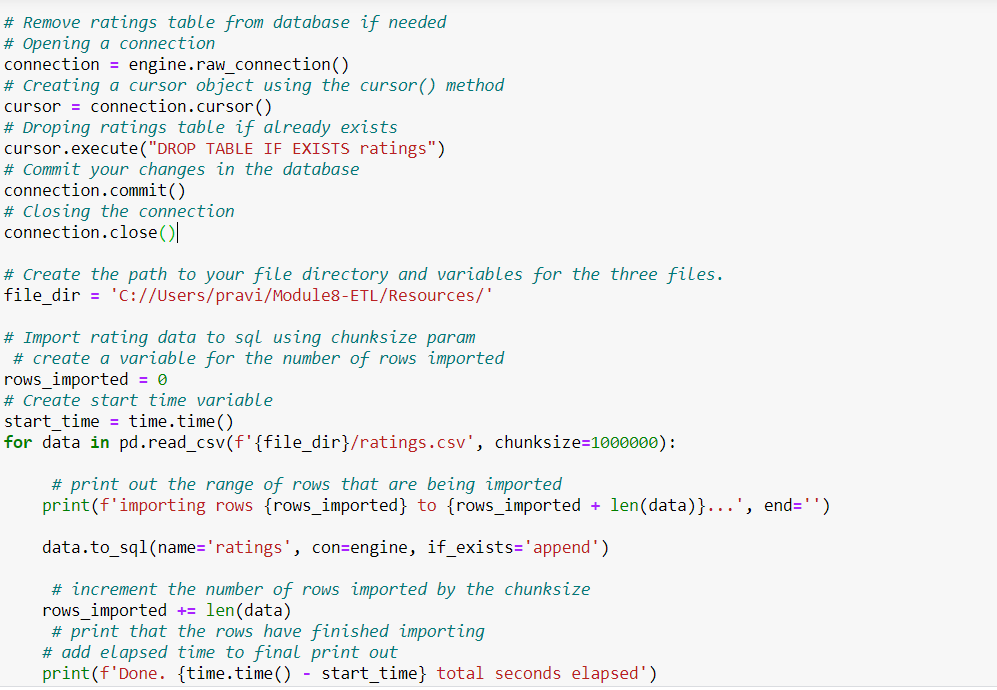 # Remove ratings table from database if needed
# Opening a connection
connection = engine.raw_connection()
# Creating a cursor object using the cursor() method
cursor = connection.cursor()
# Droping ratings table if already exists
cursor.execute("DROP TABLE IF EXISTS ratings")
# Commit your changes in the database
connection.commit()
# Closing the connection
connection.close()

# Create the path to your file directory and variables for the three files.
file_dir = 'C://Users/pravi/Module8-ETL/Resources/'

# Import rating data to sql using chunksize param
 # create a variable for the number of rows imported
rows_imported = 0
# Create start time variable
start_time = time.time()
for data in pd.read_csv(f'{file_dir}/ratings.csv', chunksize=1000000):

     # print out the range of rows that are being imported
    print(f'importing rows {rows_imported} to {rows_imported + len(data)}...', end='')

    data.to_sql(name='ratings', con=engine, if_exists='append')

     # increment the number of rows imported by the chunksize
    rows_imported += len(data)
     # print that the rows have finished importing
    # add elapsed time to final print out
    print(f'Done. {time.time() - start_time} total seconds elapsed')